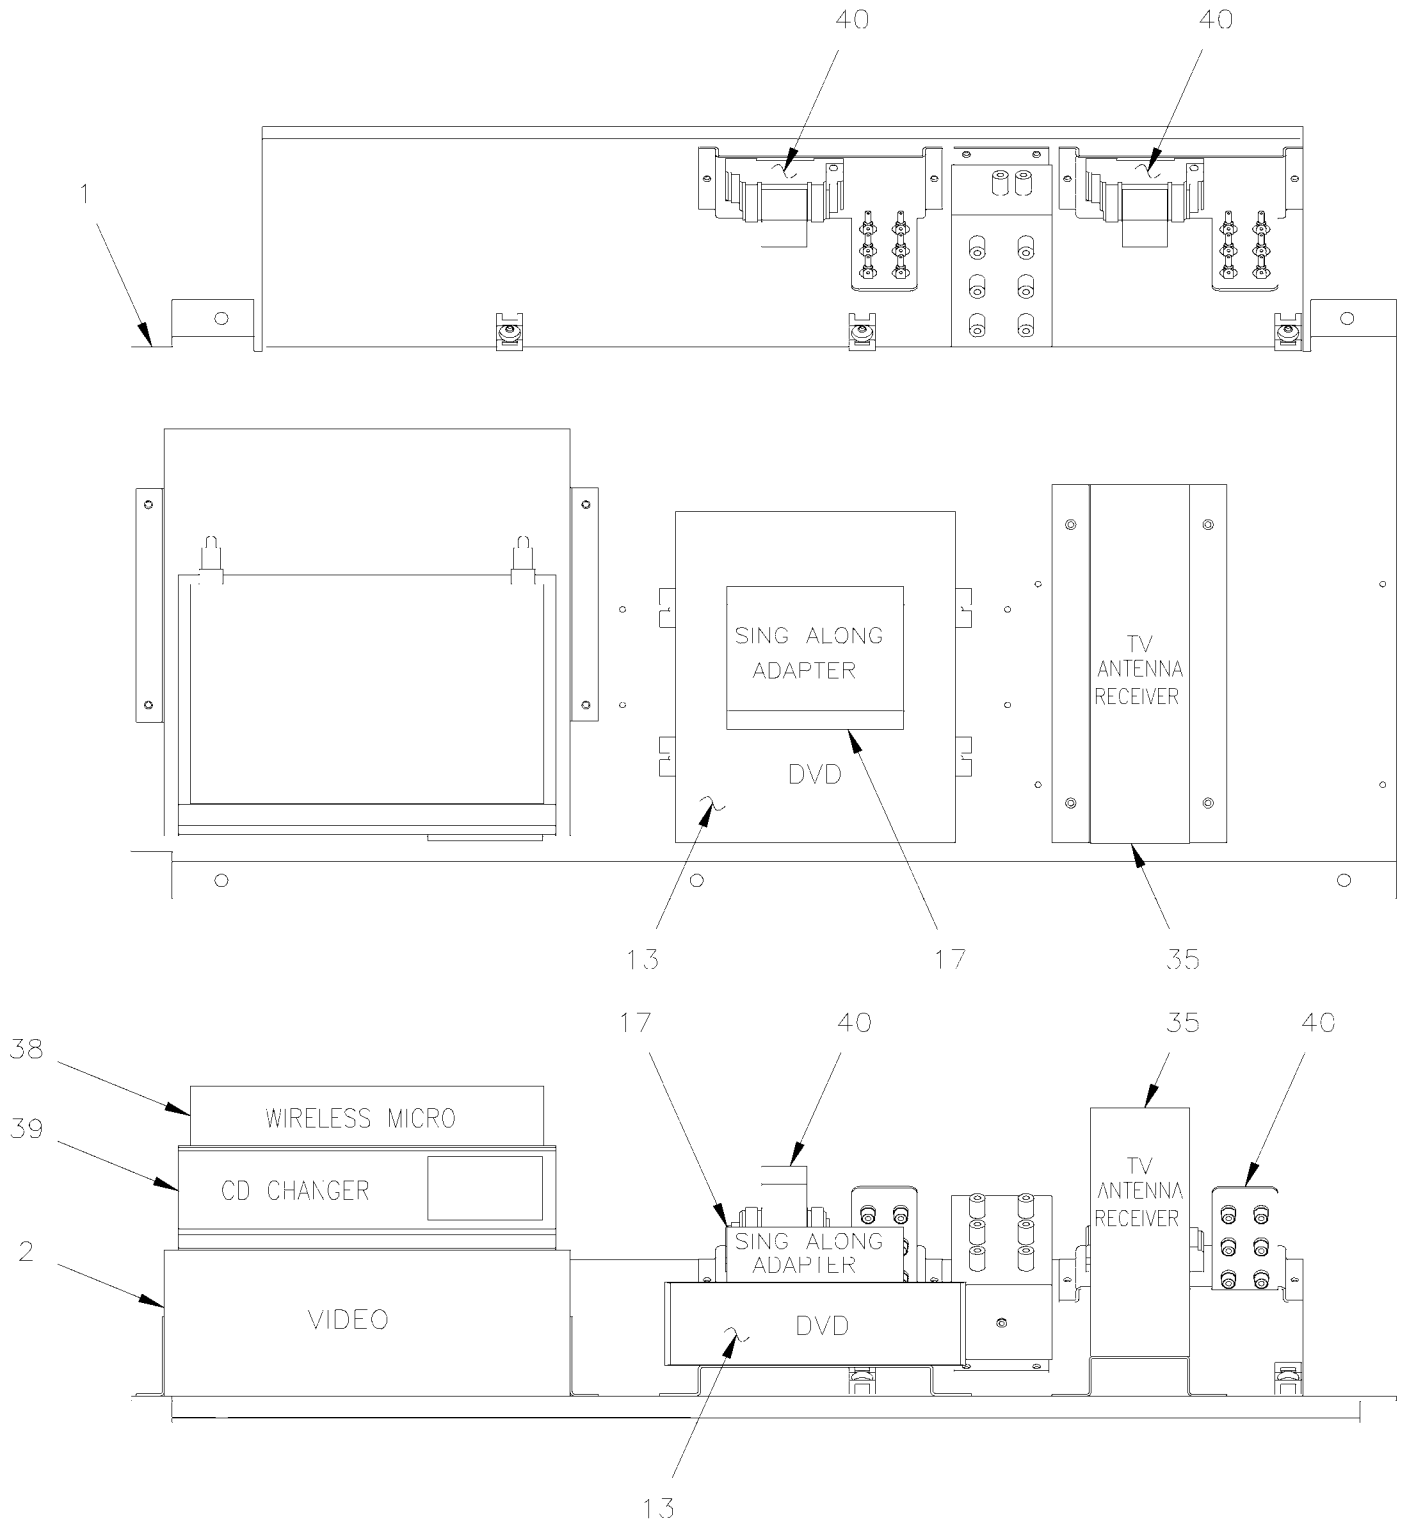 40
40
1
SING ALONG
ADAPTER
DVD
TV
ANTENNA
RECEIVER
13
17
35
17
40
35
40
38
WIRELESS MICRO
39
CD CHANGER
TV
ANTENNA
RECEIVER
2
SING ALONG
ADAPTER
VIDEO
DVD
13